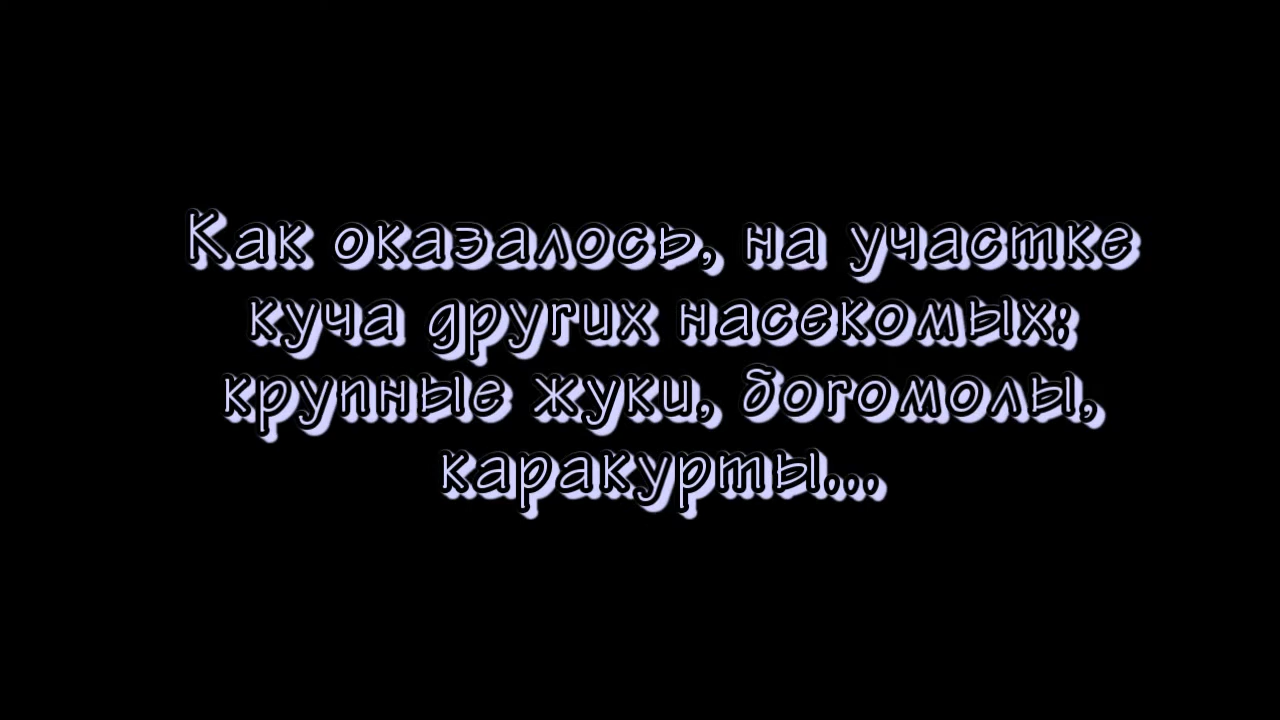 Как оказалось, на участке
куча других насекомых:
крупные жуки, богомолы,
каракурты...